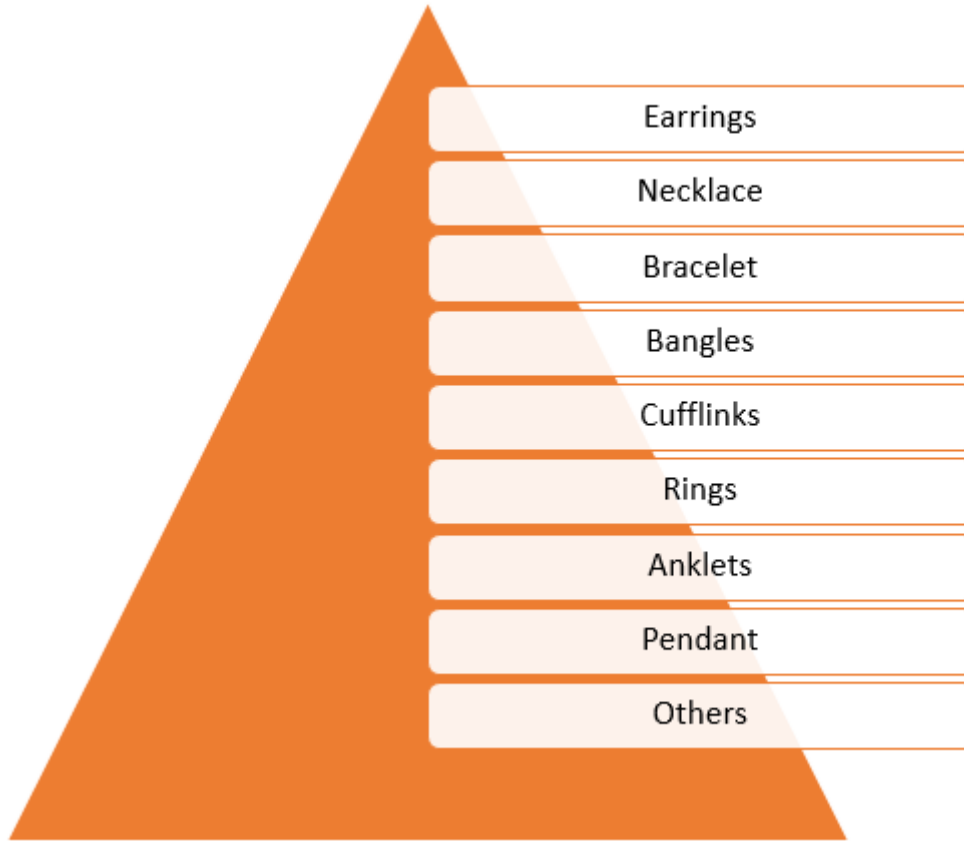 Earrings
Necklace
Bracelet
Bangles
Cufflinks
Rings
Anklets
Pendant
Others